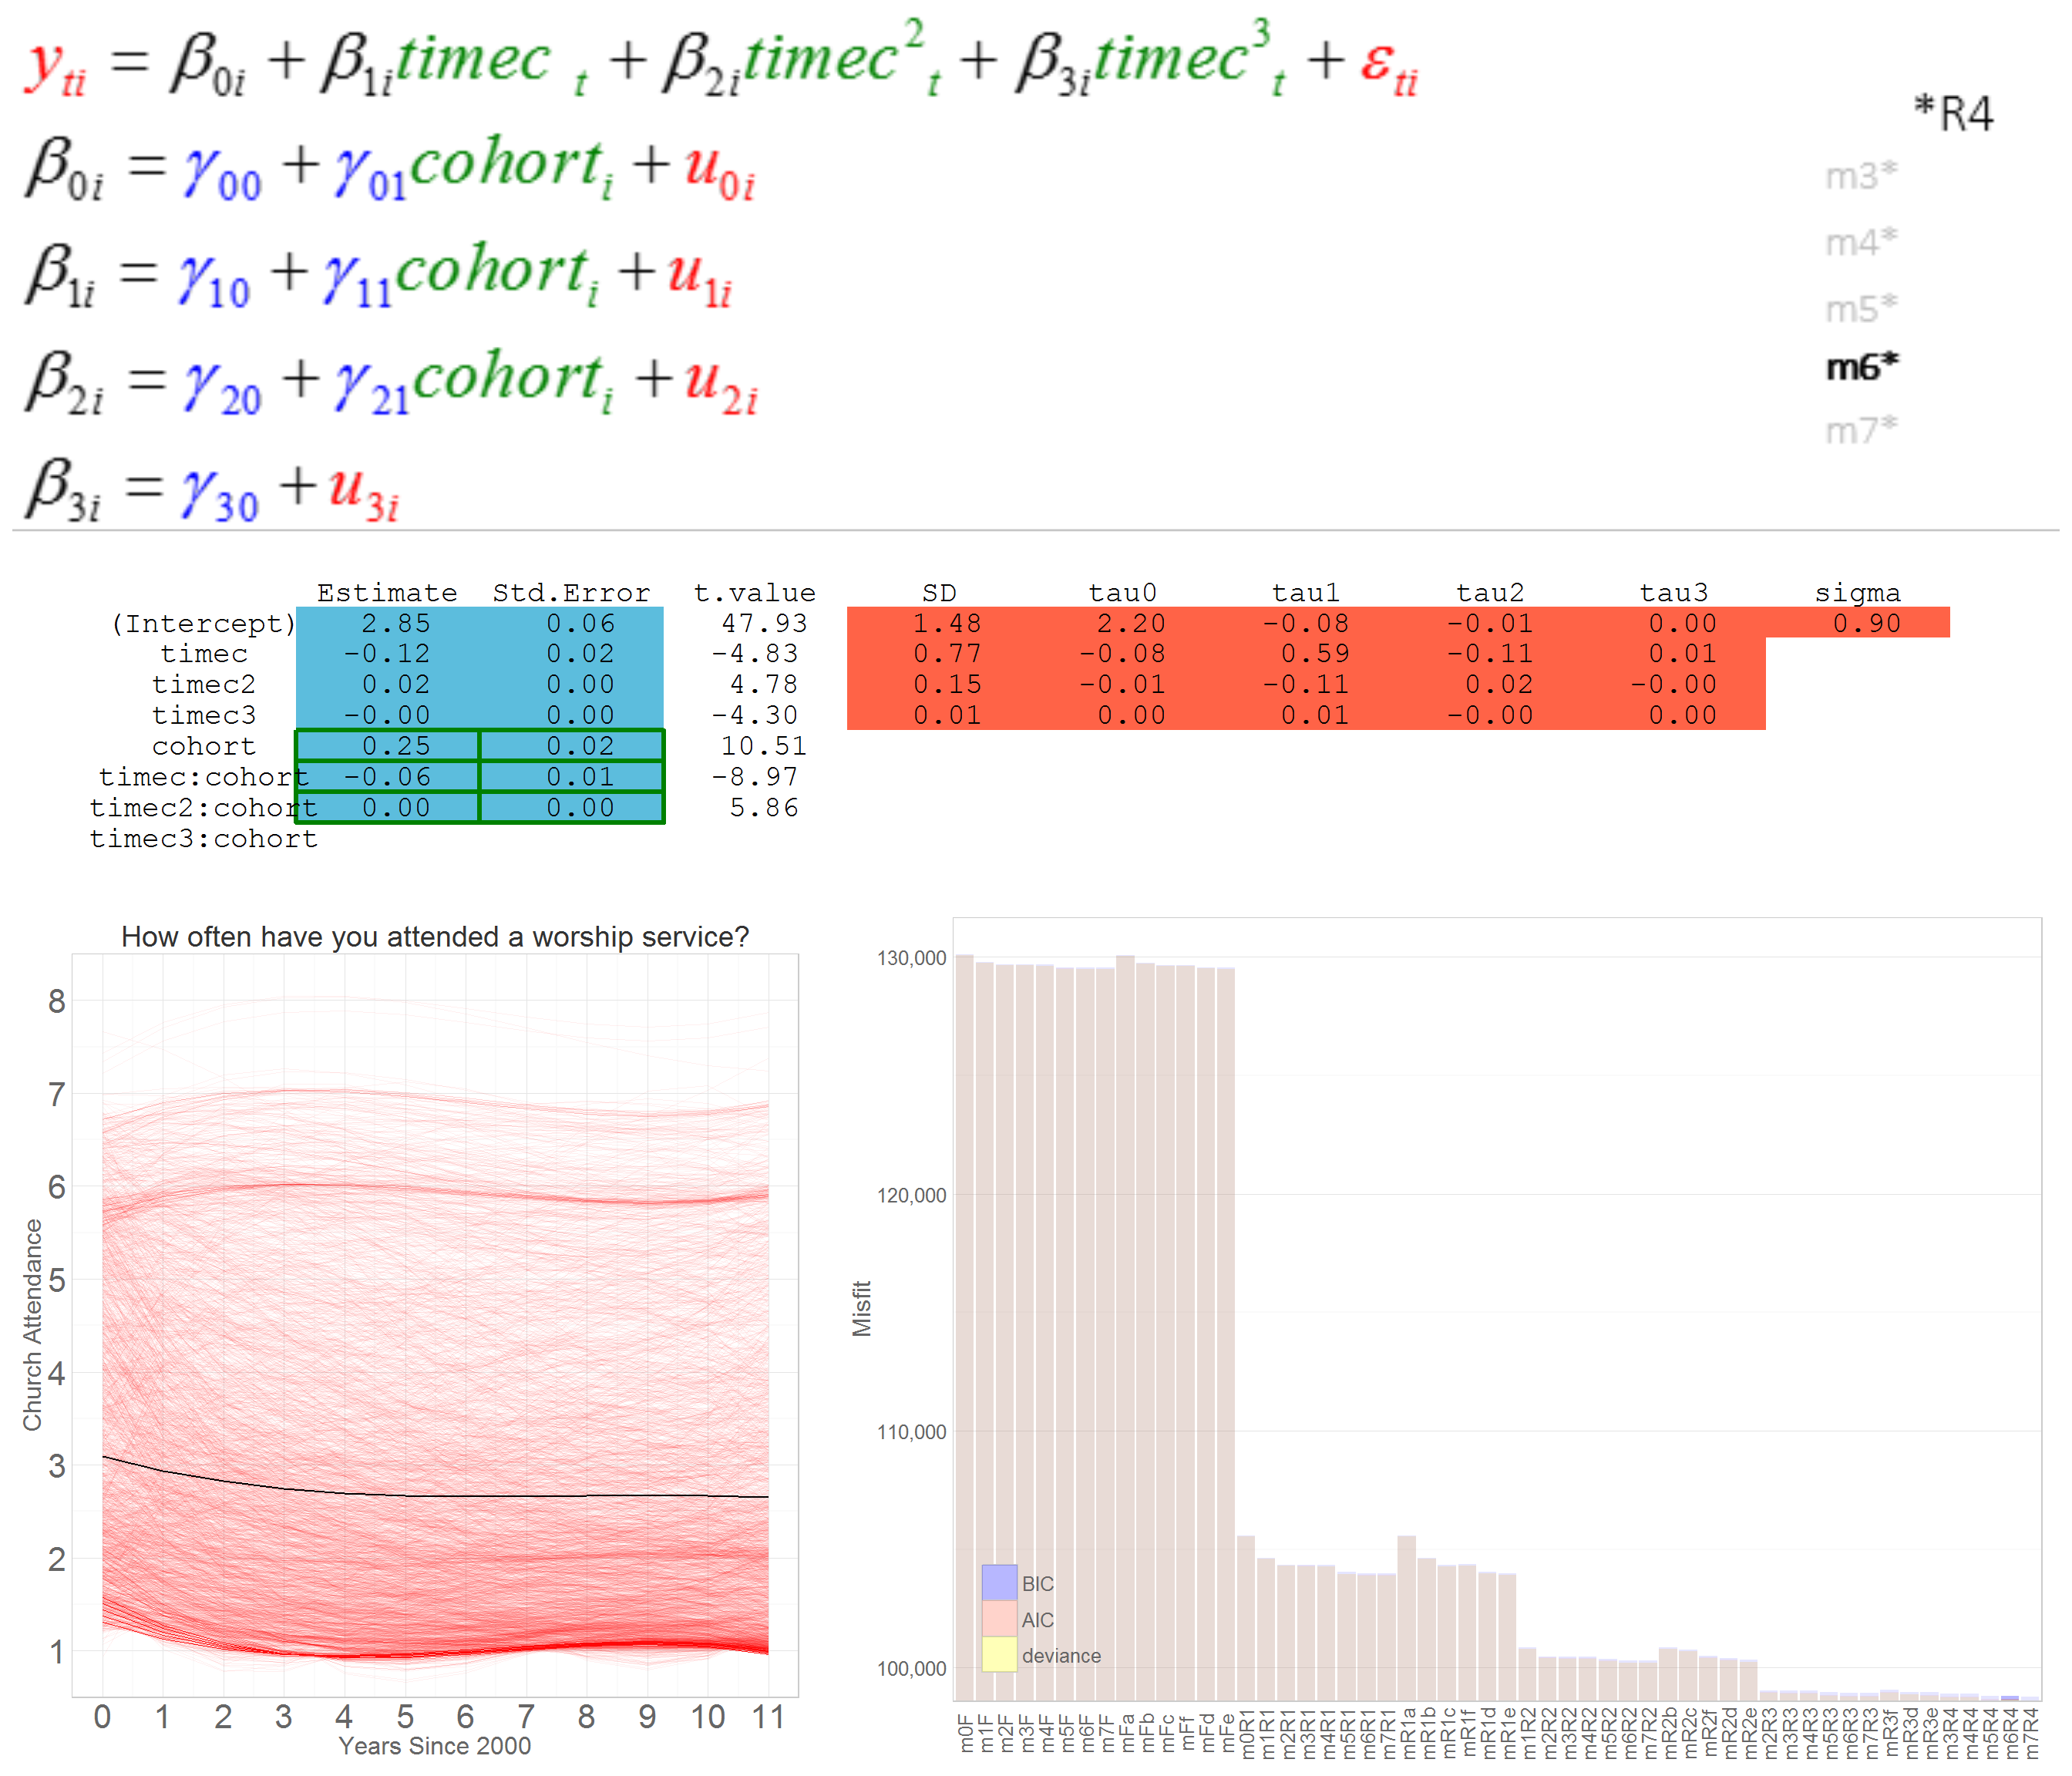 y_ti = β_0i + β_1i timec_t + β_2i timec²_t + β_3i timec³_t + ε_ti
*R4
β_0i = γ_00 + γ_01 cohort_i + u_0i
m3*
m4*
β_1i = γ_10 + γ_11 cohort_i + u_1i
m5*
β_2i = γ_20 + γ_21 cohort_i + u_2i
m6*
m7*
β_3i = γ_30 + u_3i
Estimate Std.Error t.value SD tau0 tau1 tau2 tau3 sigma
(Intercept) 2.85 0.06 47.93 1.48 2.20 -0.08 -0.01 0.00 0.90
timec -0.12 0.02 -4.83 0.77 -0.08 0.59 -0.11 0.01
timec2 0.02 0.00 4.78 0.15 -0.01 -0.11 0.02 -0.00
timec3 -0.00 0.00 -4.30 0.01 0.00 0.01 -0.00 0.00
cohort 0.25 0.02 10.51
timec:cohort -0.06 0.01 -8.97
timec2:cohort 0.00 0.00 5.86
timec3:cohort
How often have you attended a worship service?
8
7
6
5
4
3
2
1
Church Attendance
0 1 2 3 4 5 6 7 8 9 10 11
Years Since 2000
130,000
120,000
110,000
100,000
Misfit
BIC
AIC
deviance
m0F m1F m2F m3F m4F m5F m6F m7F mFa mFb mFc mFf mFd mFe m0R1 m1R1 m2R1 m3R1 m4R1 m5R1 m6R1 m7R1 mR1a mR1b mR1c mR1f mR1d mR1e m1R2 m2R2 m3R2 m4R2 m5R2 m6R2 m7R2 mR2b mR2c mR2f mR2d mR2e m2R3 m3R3 m4R3 m5R3 m6R3 m7R3 mR3f mR3d mR3e m3R4 m4R4 m5R4 m6R4 m7R4